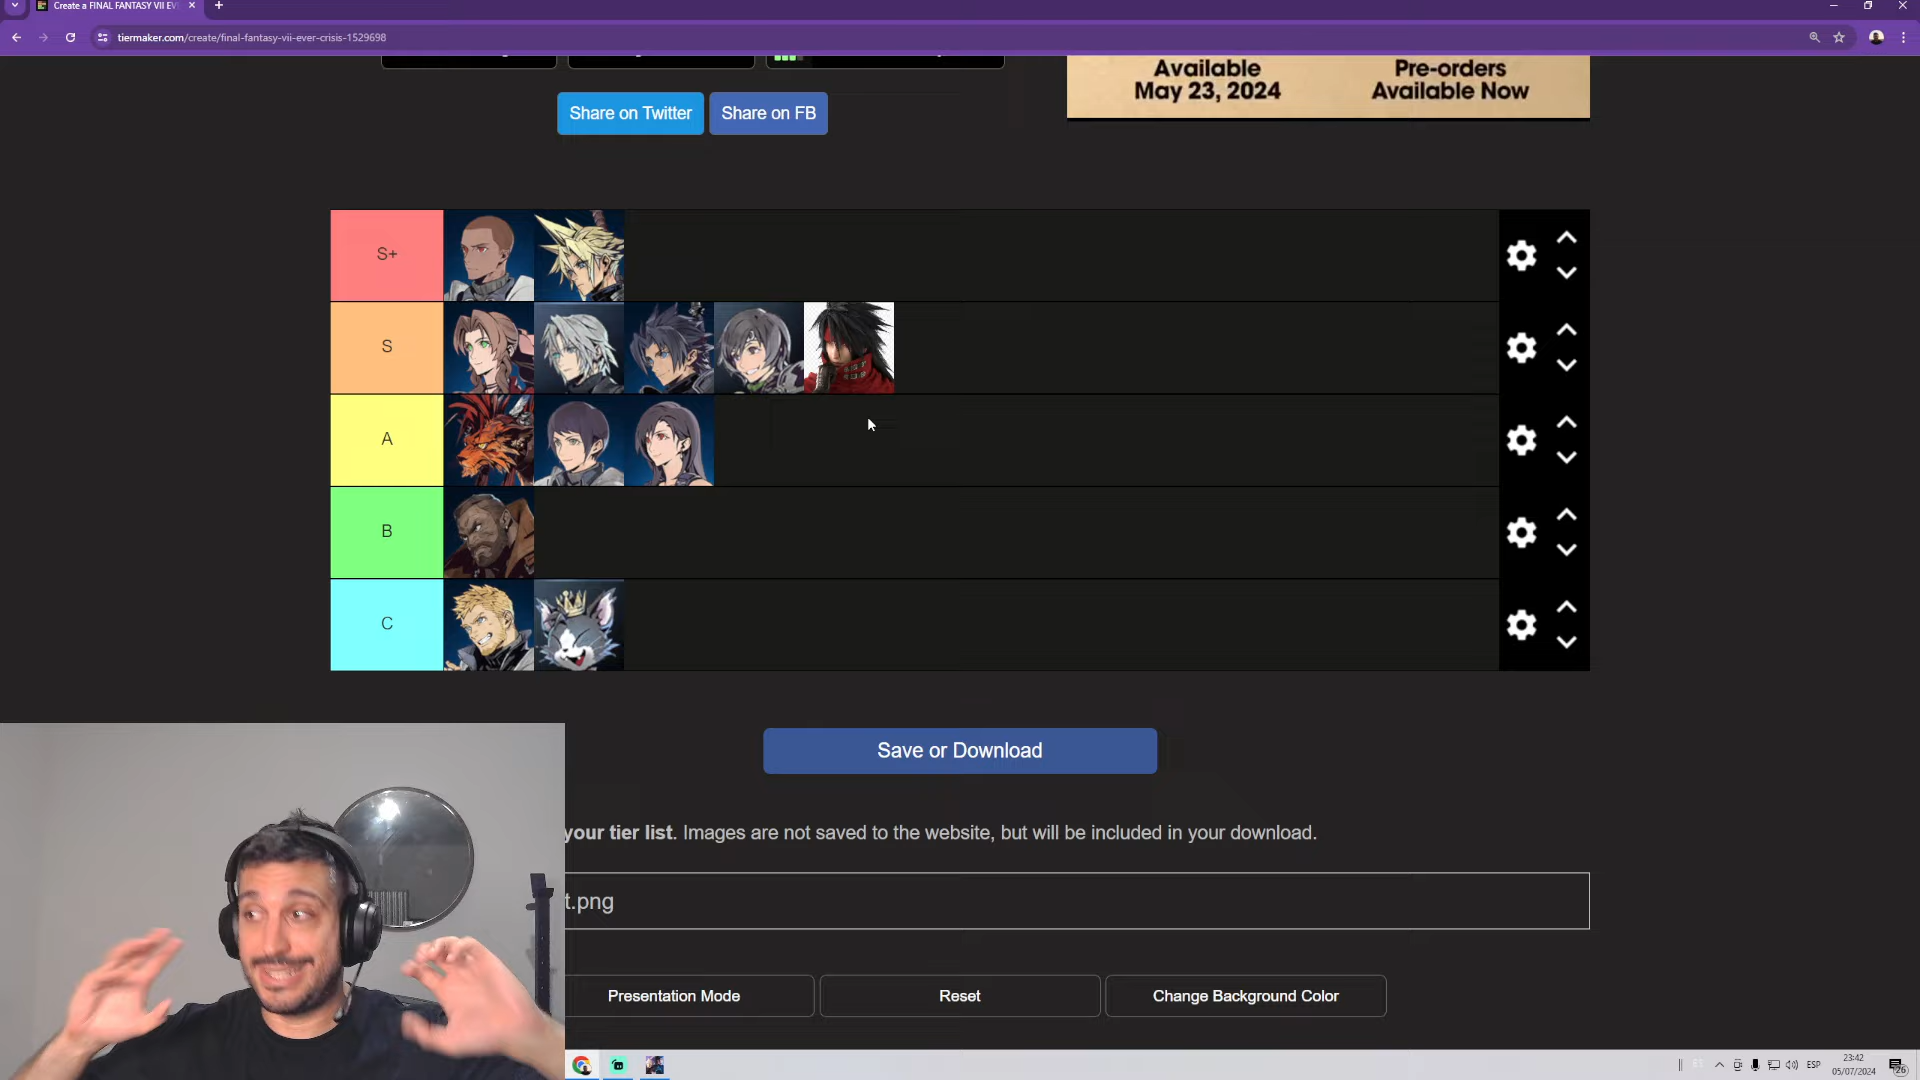 Create a FINAL FANTASY VII EV
tiermaker.com/create/final-fantasy-vii-ever-crisis-1529698
Available
May 23, 2024
Pre-orders
Available Now
Share on Twitter
Share on FB
S+
S
A
B
C
Save or Download
your tier list. Images are not saved to the website, but will be included in your download.
t.png
Presentation Mode
Reset
Change Background Color
ESP
23:42
05/07/2024
26